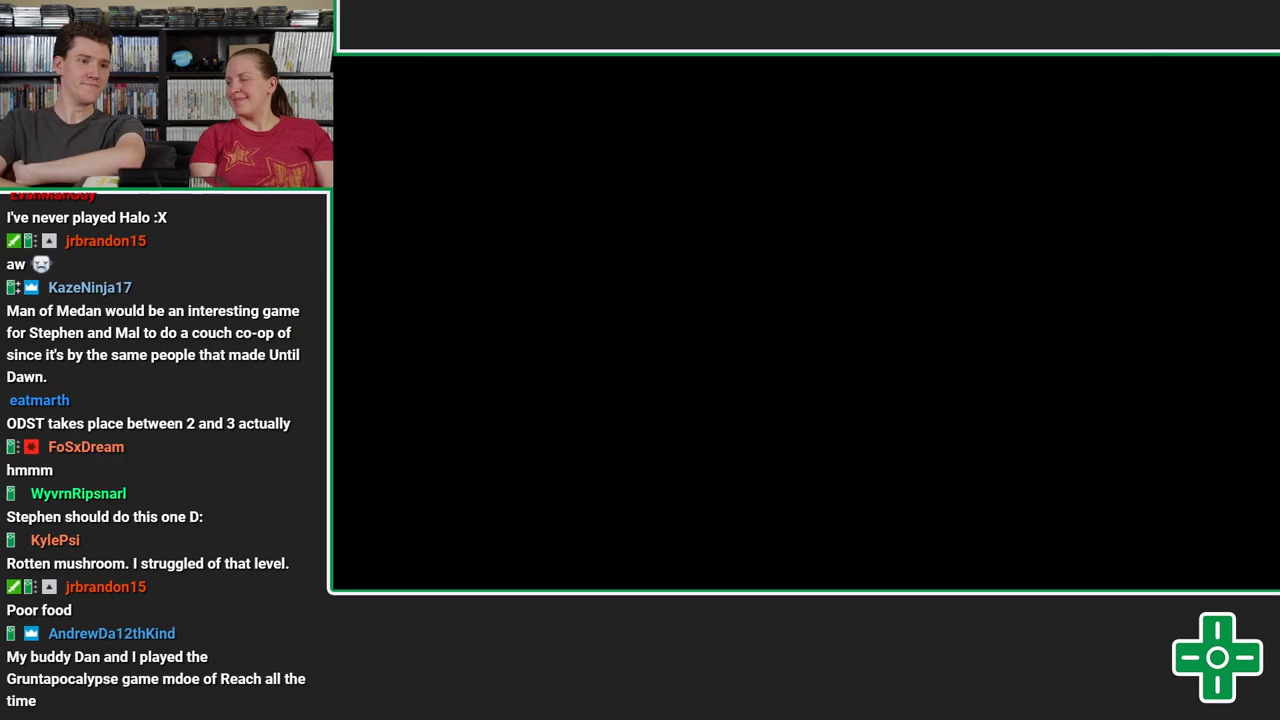 EvanManGuy
I've never played Halo :X
jrbrandon15
aw
KazeNinja17
Man of Medan would be an interesting game
for Stephen and Mal to do a couch co-op of
since it's by the same people that made Until
Dawn.
eatmarth
ODST takes place between 2 and 3 actually
FoSxDream
hmmm
WyvrnRipsnarl
Stephen should do this one D:
KylePsi
Rotten mushroom. I struggled of that level.
jrbrandon15
Poor food
AndrewDa12thKind
My buddy Dan and I played the
Gruntapocalypse game mdoe of Reach all the
time